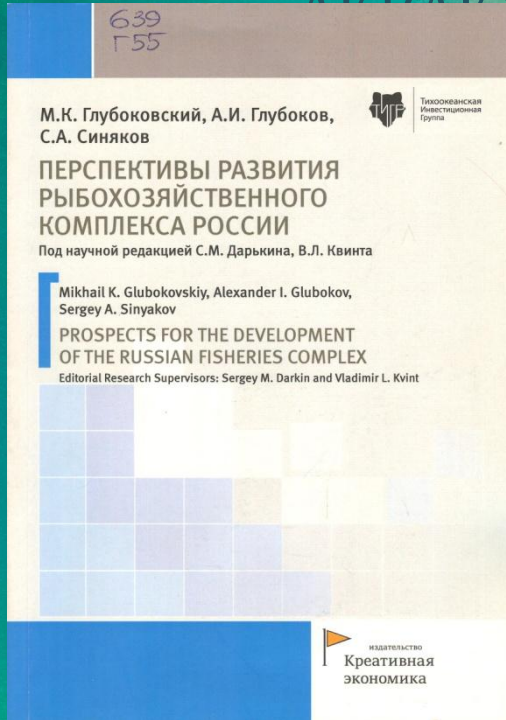 639
Г55
М.К. Глубоковский, А.И. Глубоков,
С.А. Синяков
ТИГР
Тихоокеанская
Инвестиционная
Группа
ПЕРСПЕКТИВЫ РАЗВИТИЯ
РЫБОХОЗЯЙСТВЕННОГО
КОМПЛЕКСА РОССИИ
Под научной редакцией С.М. Дарькина, В.Л. Квинта
Mikhail K. Glubokovskiy, Alexander I. Glubokov,
Sergey A. Sinyakov
PROSPECTS FOR THE DEVELOPMENT
OF THE RUSSIAN FISHERIES COMPLEX
Editorial Research Supervisors: Sergey M. Darkin and Vladimir L. Kvint
издательство
Креативная
экономика